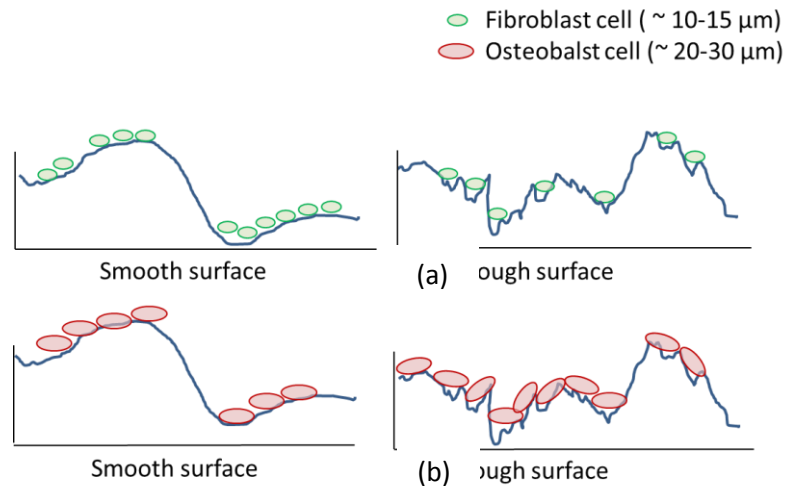 Fibroblast cell ( ~ 10-15 µm)
Osteobalst cell (~ 20-30 µm)
Smooth surface (a) ough surface
Smooth surface (b) ough surface